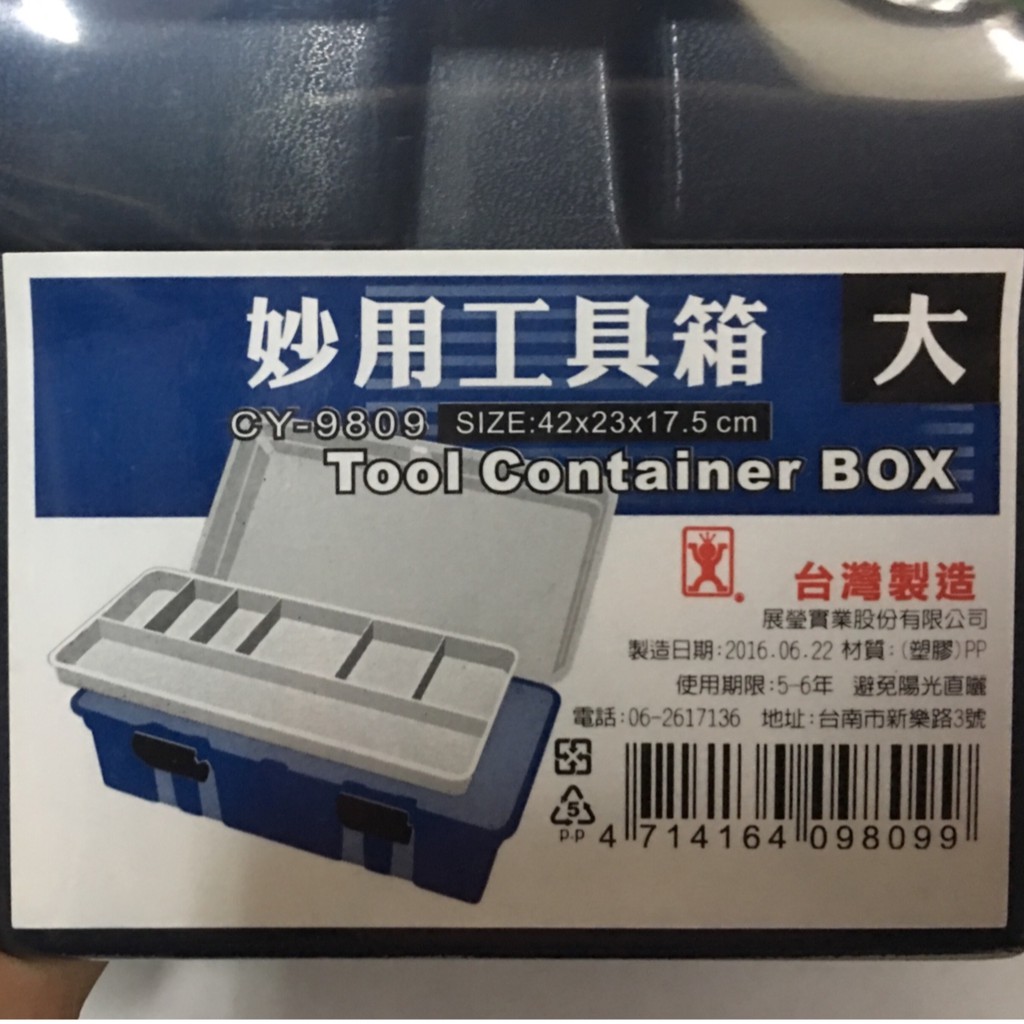 妙用工具箱 大
CY-9809 SIZE:42x23x17.5 cm
Tool Container BOX
台灣製造
展瑩實業股份有限公司
製造日期:2016.06.22 材質:(塑膠)PP
使用期限:5-6年 避免陽光直曬
電話:06-2617136 地址:台南市新樂路3號
5
P.P
4 714164 098099